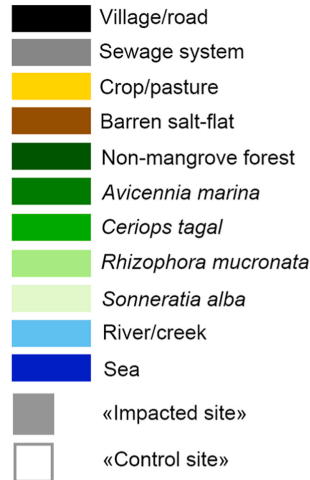 Village/road
Sewage system
Crop/pasture
Barren salt-flat
Non-mangrove forest
Avicennia marina
Ceriops tagal
Rhizophora mucronata
Sonneratia alba
River/creek
Sea
«Impacted site»
«Control site»